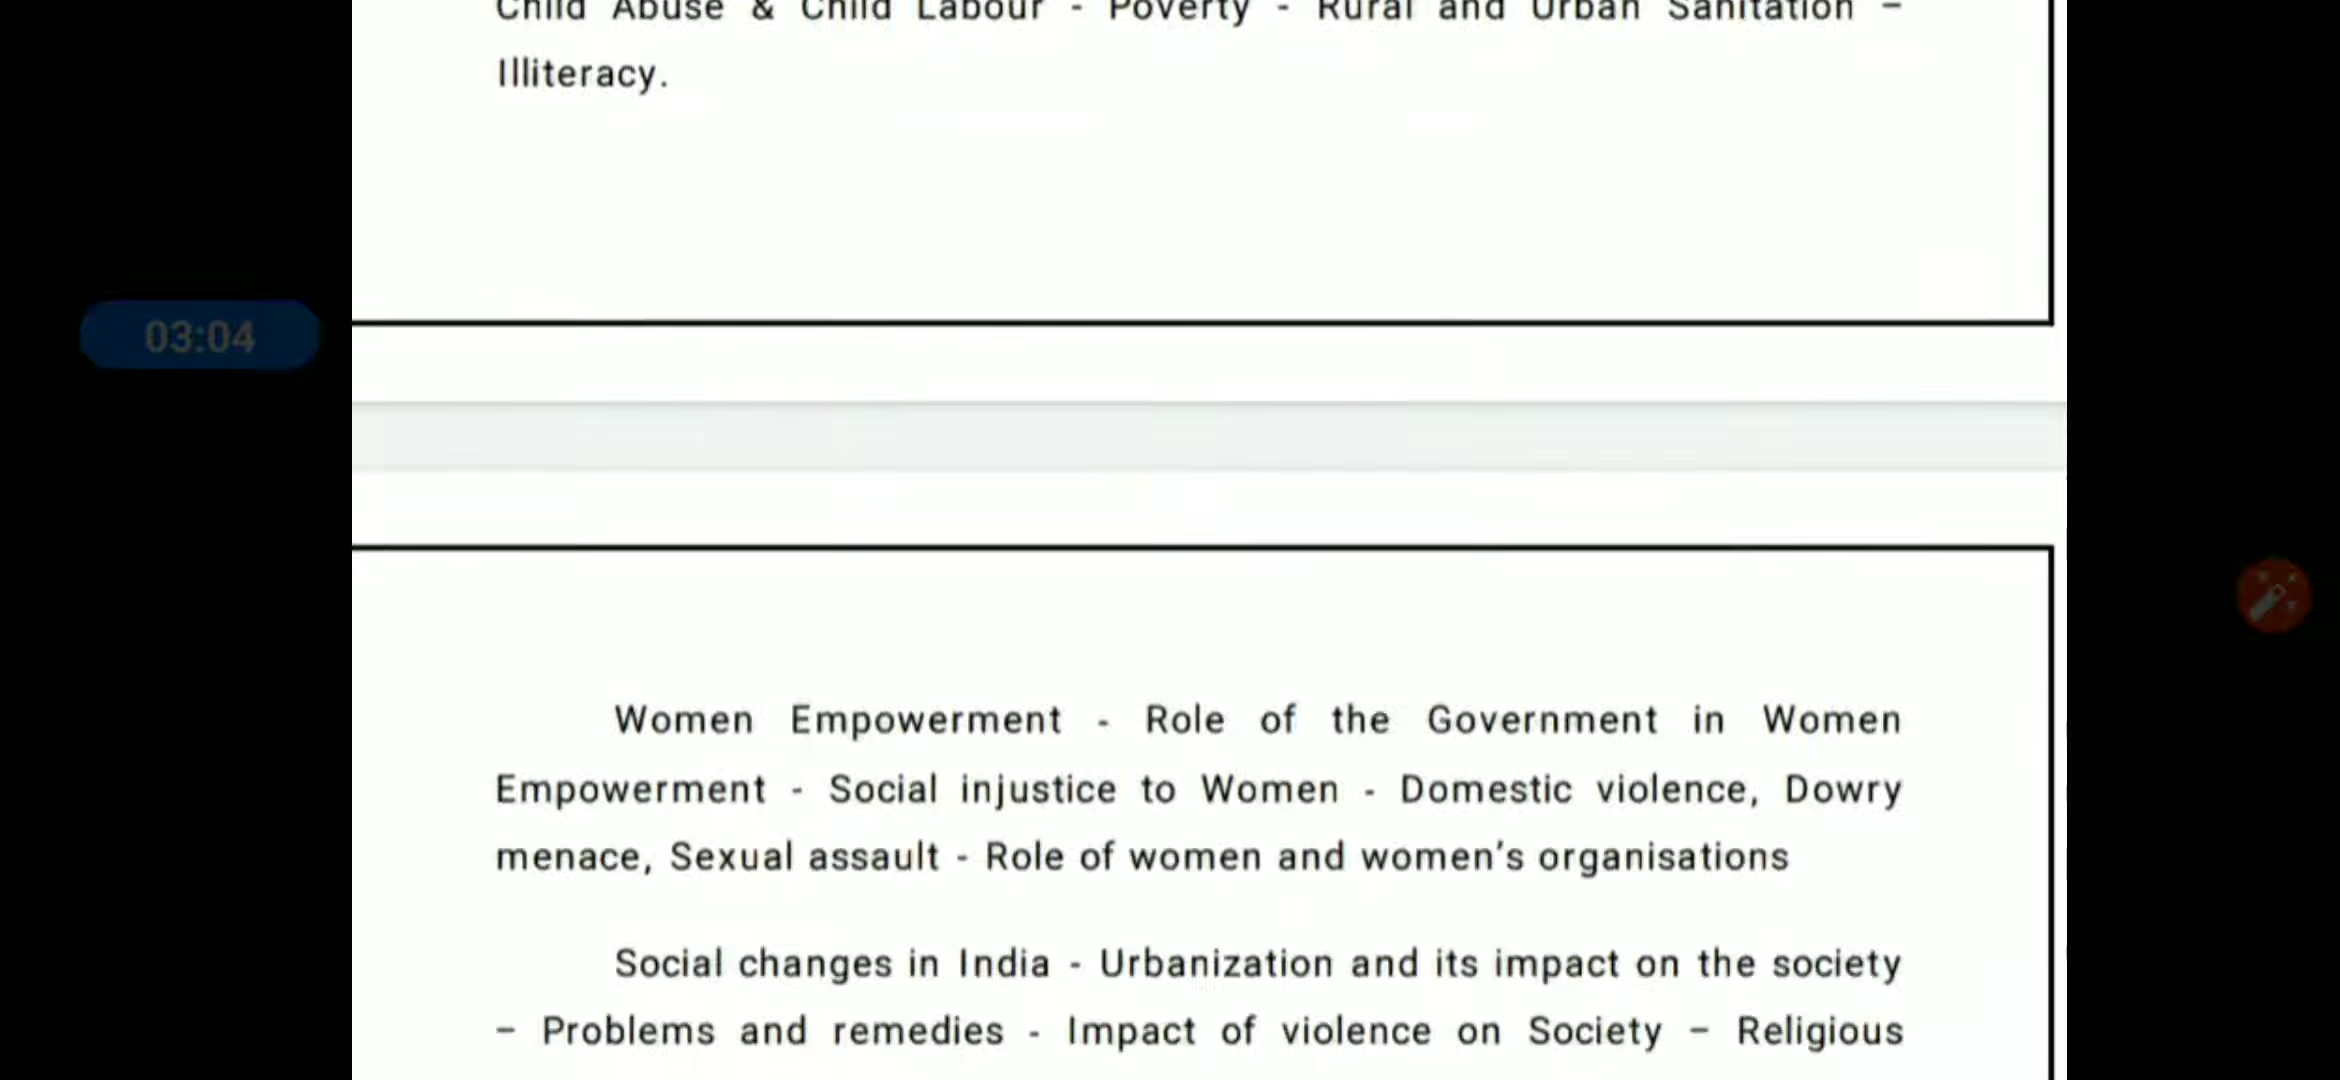 Child Abuse & Child Labour - Poverty - Rural and Urban Sanitation –
Illiteracy.
03:04
Women Empowerment - Role of the Government in Women
Empowerment - Social injustice to Women - Domestic violence, Dowry
menace, Sexual assault - Role of women and women’s organisations
Social changes in India - Urbanization and its impact on the society
– Problems and remedies - Impact of violence on Society – Religious